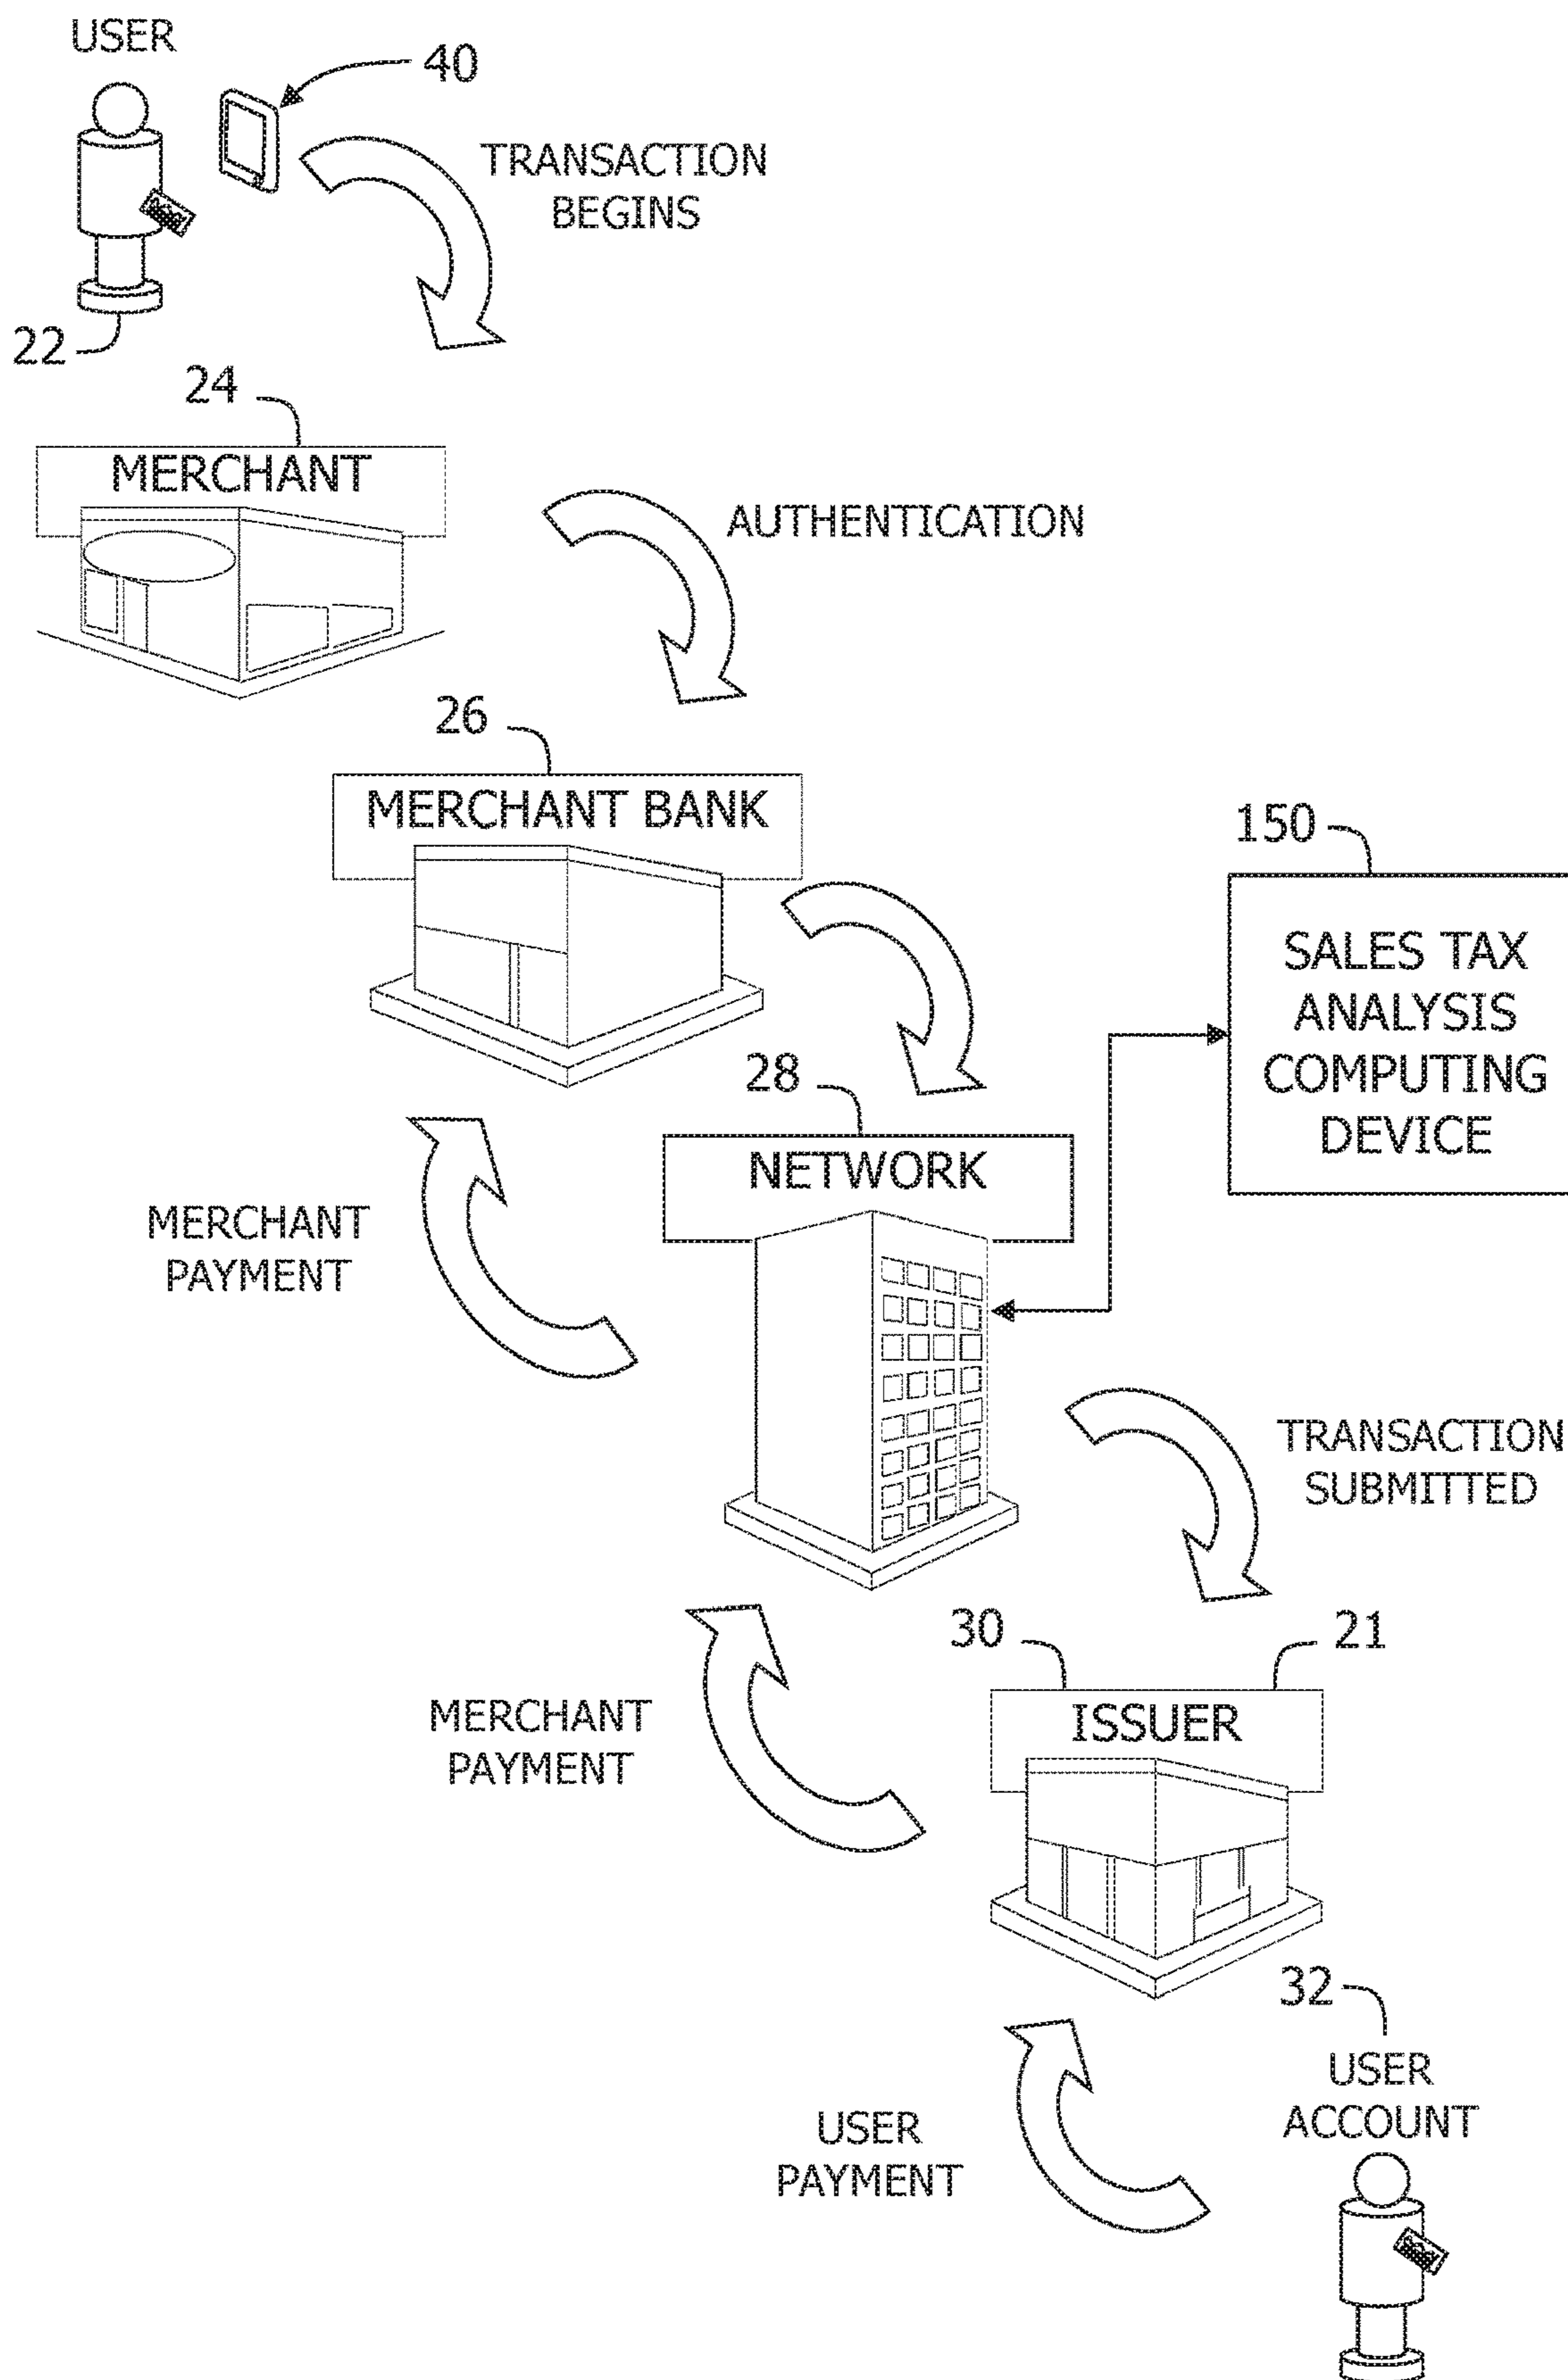 USER
40
TRANSACTION
BEGINS
22
24
MERCHANT
AUTHENTICATION
26
MERCHANT BANK
150
SALES TAX
ANALYSIS
COMPUTING
DEVICE
28
NETWORK
MERCHANT
PAYMENT
TRANSACTION
SUBMITTED
30
21
ISSUER
MERCHANT
PAYMENT
32
USER
ACCOUNT
USER
PAYMENT